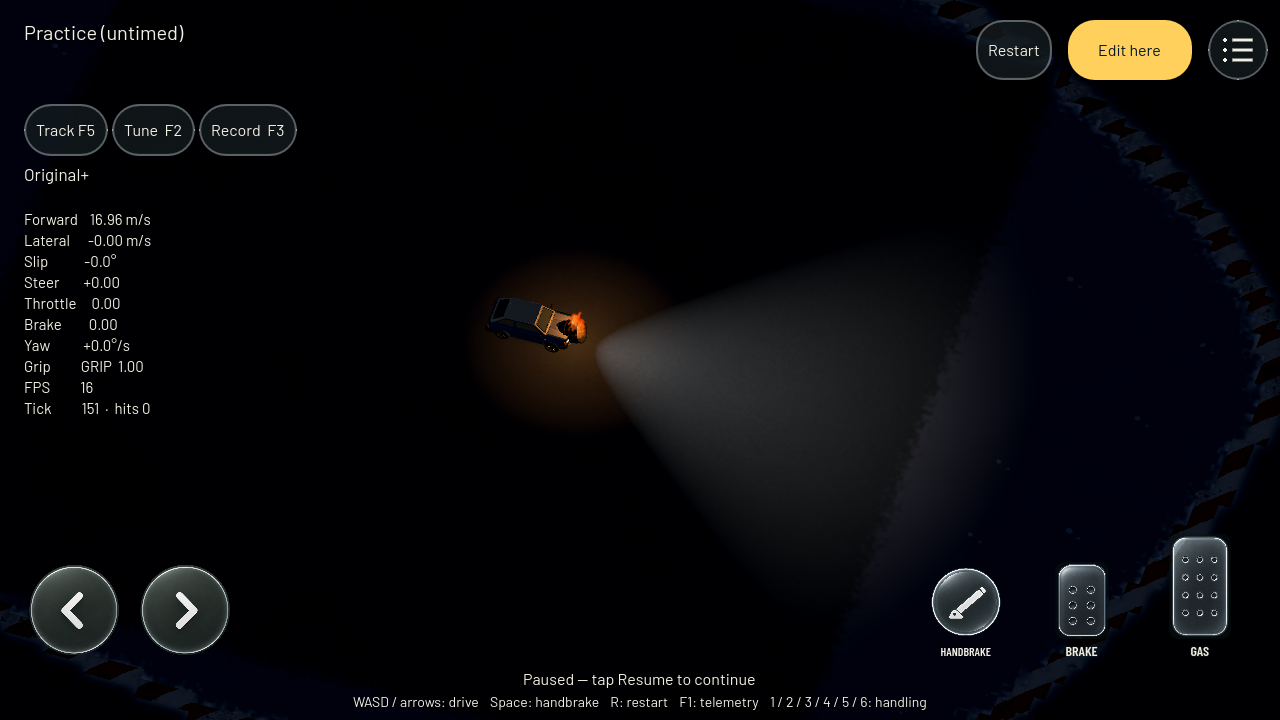 Practice (untimed)
Restart
Edit here
Track F5
Tune F2
Record F3
Original+
Forward 16.96 m/s
Lateral -0.00 m/s
Slip -0.0°
Steer +0.00
Throttle 0.00
Brake 0.00
Yaw +0.0°/s
Grip GRIP 1.00
FPS 16
Tick 151 · hits 0
HANDBRAKE
BRAKE
GAS
Paused — tap Resume to continue
WASD / arrows: drive Space: handbrake R: restart F1: telemetry 1 / 2 / 3 / 4 / 5 / 6: handling